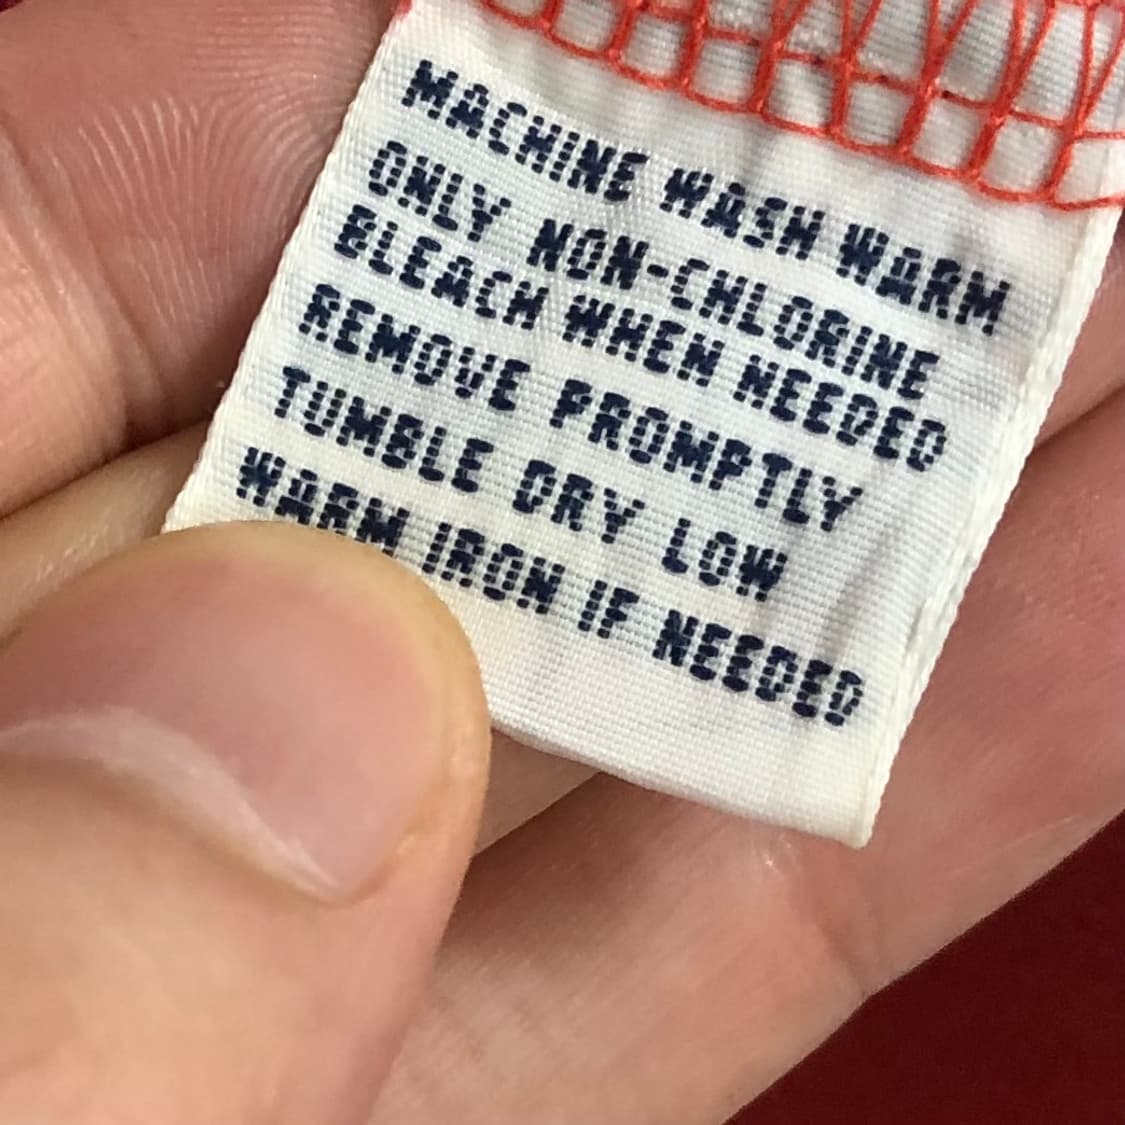 MACHINE WASH WARM
ONLY NON-CHLORINE
BLEACH WHEN NEEDED
REMOVE PROMPTLY
TUMBLE DRY LOW
WARM IRON IF NEEDED